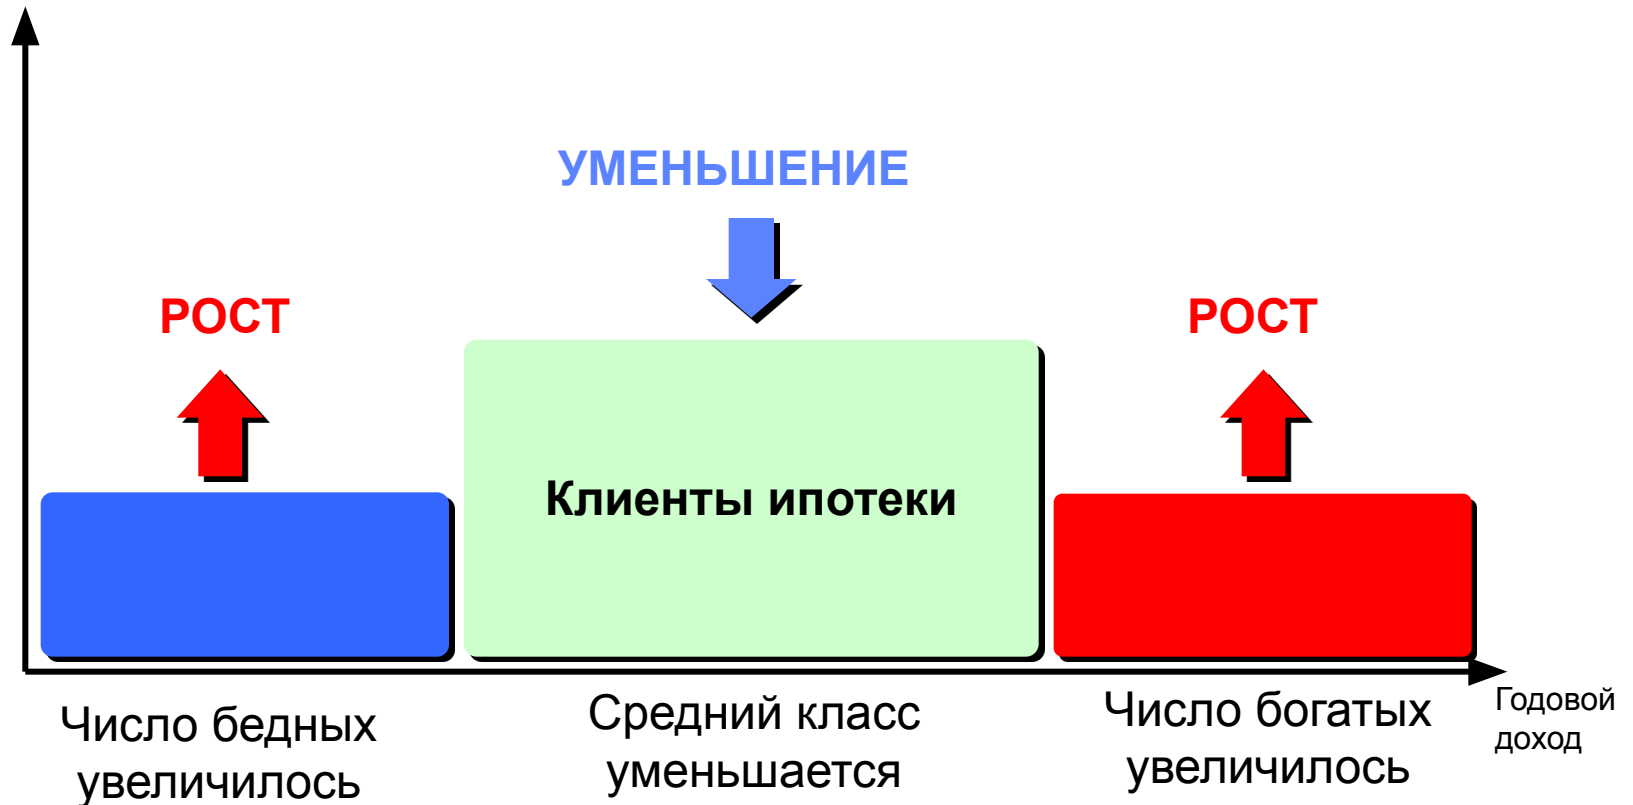 УМЕНЬШЕНИЕ
РОСТ
РОСТ
Клиенты ипотеки
Число бедных
увеличилось
Средний класс
уменьшается
Число богатых
увеличилось
Годовой
доход